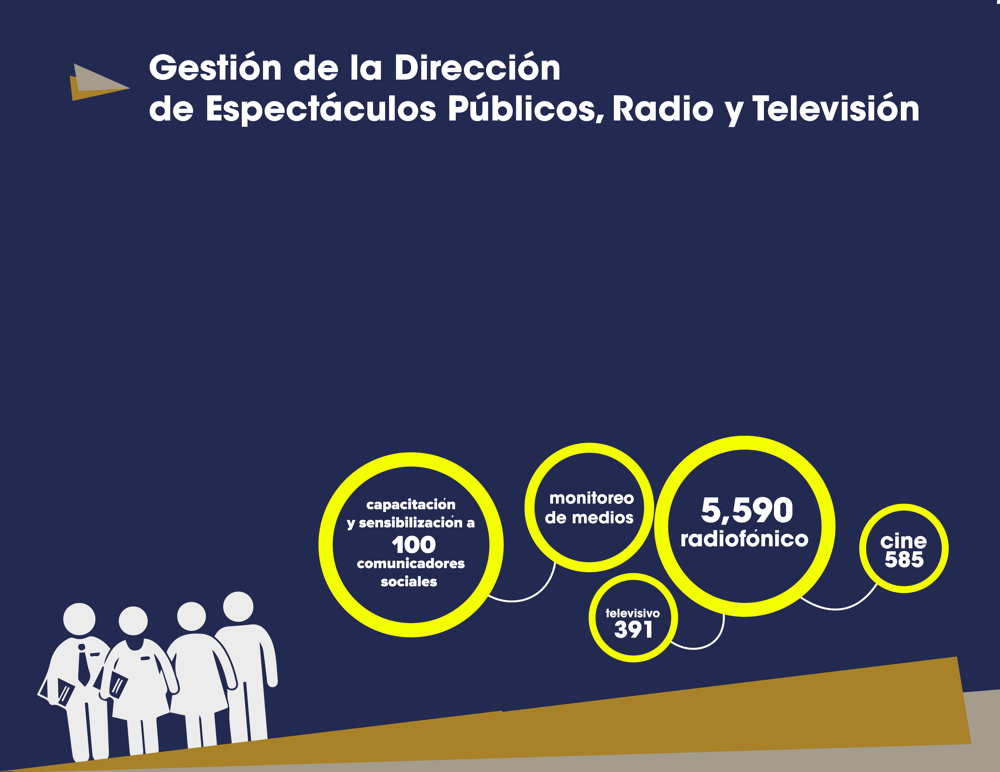 Gestión de la Dirección
de Espectáculos Públicos, Radio y Televisión
capacitación
y sensibilización a
100
comunicadores
sociales
monitoreo
de medios
5,590
radiofónico
cine
585
televisivo
391